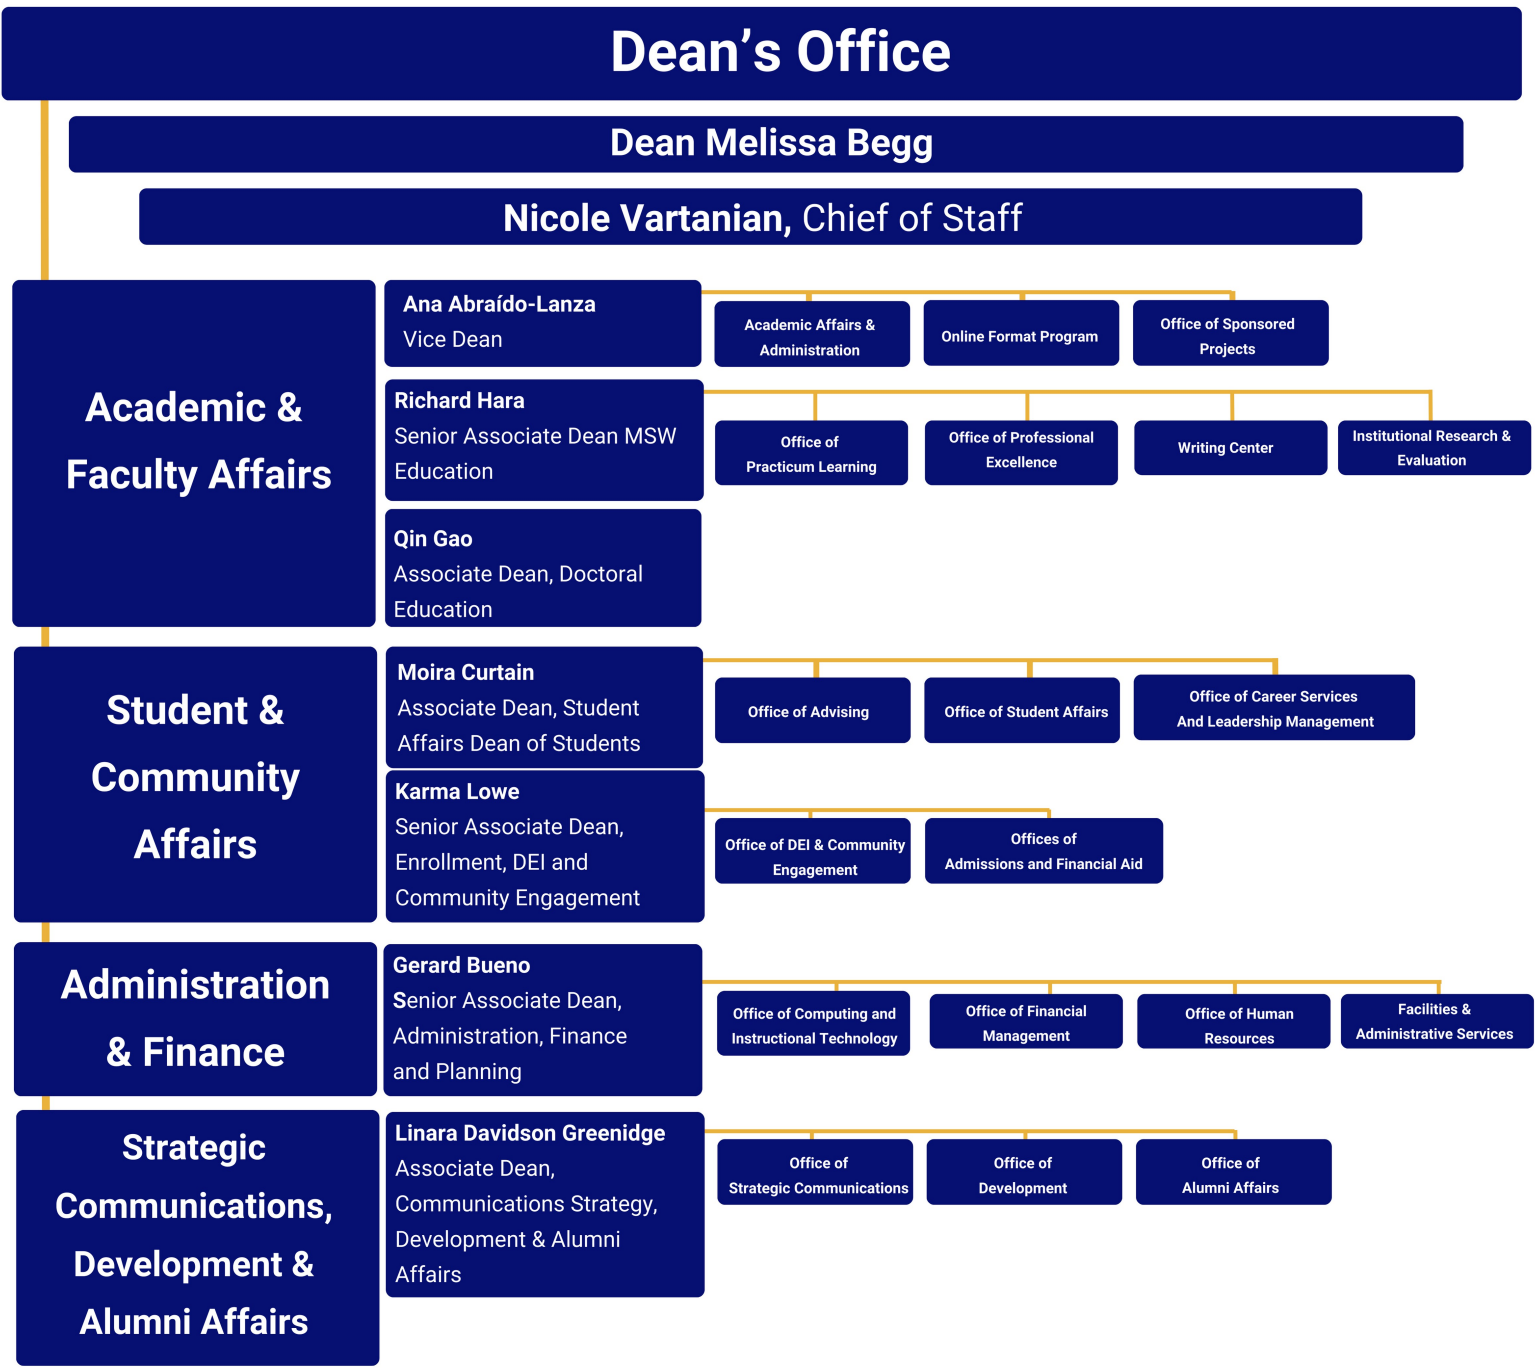 Dean’s Office
Dean Melissa Begg
Nicole Vartanian, Chief of Staff
Academic &
Faculty Affairs
Ana Abraído-Lanza
Vice Dean
Academic Affairs &
Administration
Online Format Program
Office of Sponsored
Projects
Richard Hara
Senior Associate Dean MSW
Education
Office of
Practicum Learning
Office of Professional
Excellence
Writing Center
Institutional Research &
Evaluation
Qin Gao
Associate Dean, Doctoral
Education
Student &
Community
Affairs
Moira Curtain
Associate Dean, Student
Affairs Dean of Students
Office of Advising
Office of Student Affairs
Office of Career Services
And Leadership Management
Karma Lowe
Senior Associate Dean,
Enrollment, DEI and
Community Engagement
Office of DEI & Community
Engagement
Offices of
Admissions and Financial Aid
Administration
& Finance
Gerard Bueno
Senior Associate Dean,
Administration, Finance
and Planning
Office of Computing and
Instructional Technology
Office of Financial
Management
Office of Human
Resources
Facilities &
Administrative Services
Strategic
Communications,
Development &
Alumni Affairs
Linara Davidson Greenidge
Associate Dean,
Communications Strategy,
Development & Alumni
Affairs
Office of
Strategic Communications
Office of
Development
Office of
Alumni Affairs